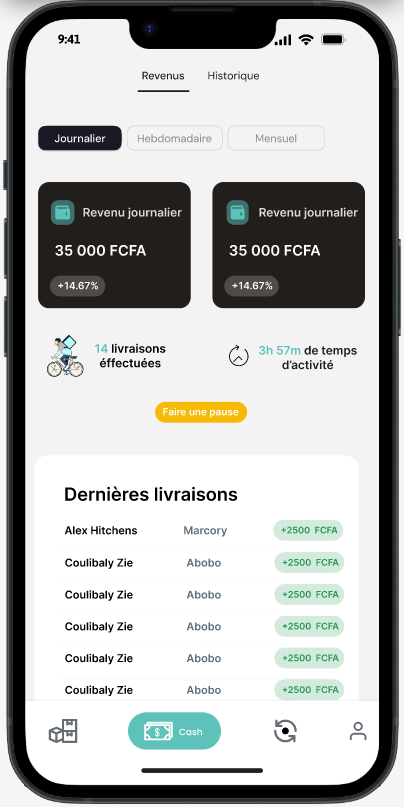 9:41
Revenus Historique
Journalier Hebdomadaire Mensuel
Revenu journalier Revenu journalier
35 000 FCFA 35 000 FCFA
+14.67% +14.67%
14 livraisons
éffectuées
3h 57m de temps
d'activité
Faire une pause
Dernières livraisons
Alex Hitchens Marcory +2500 FCFA
Coulibaly Zie Abobo +2500 FCFA
Coulibaly Zie Abobo +2500 FCFA
Coulibaly Zie Abobo +2500 FCFA
Coulibaly Zie Abobo +2500 FCFA
Coulibaly Zie Abobo +2500 FCFA
Cash